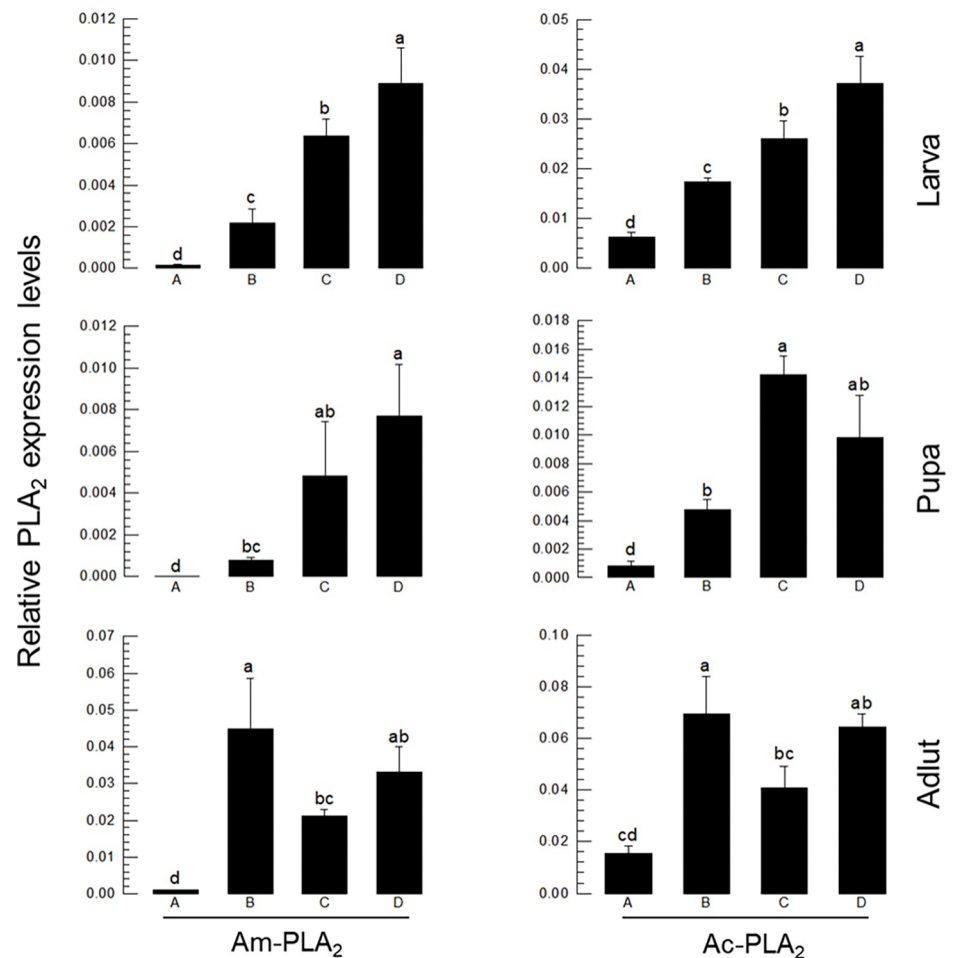 Relative PLA₂ expression levels
0.012
0.010
0.008
0.006
0.004
0.002
0.000
d
c
b
a
A B C D
0.05
0.04
0.03
0.02
0.01
0.00
d
c
b
a
A B C D
Larva
0.012
0.010
0.008
0.006
0.004
0.002
0.000
d
bc
ab
a
A B C D
0.018
0.016
0.014
0.012
0.010
0.008
0.006
0.004
0.002
0.000
d
b
a
ab
A B C D
Pupa
0.07
0.06
0.05
0.04
0.03
0.02
0.01
0.00
d
a
bc
ab
A B C D
Am-PLA₂
0.10
0.08
0.06
0.04
0.02
0.00
cd
a
bc
ab
A B C D
Ac-PLA₂
Adlut